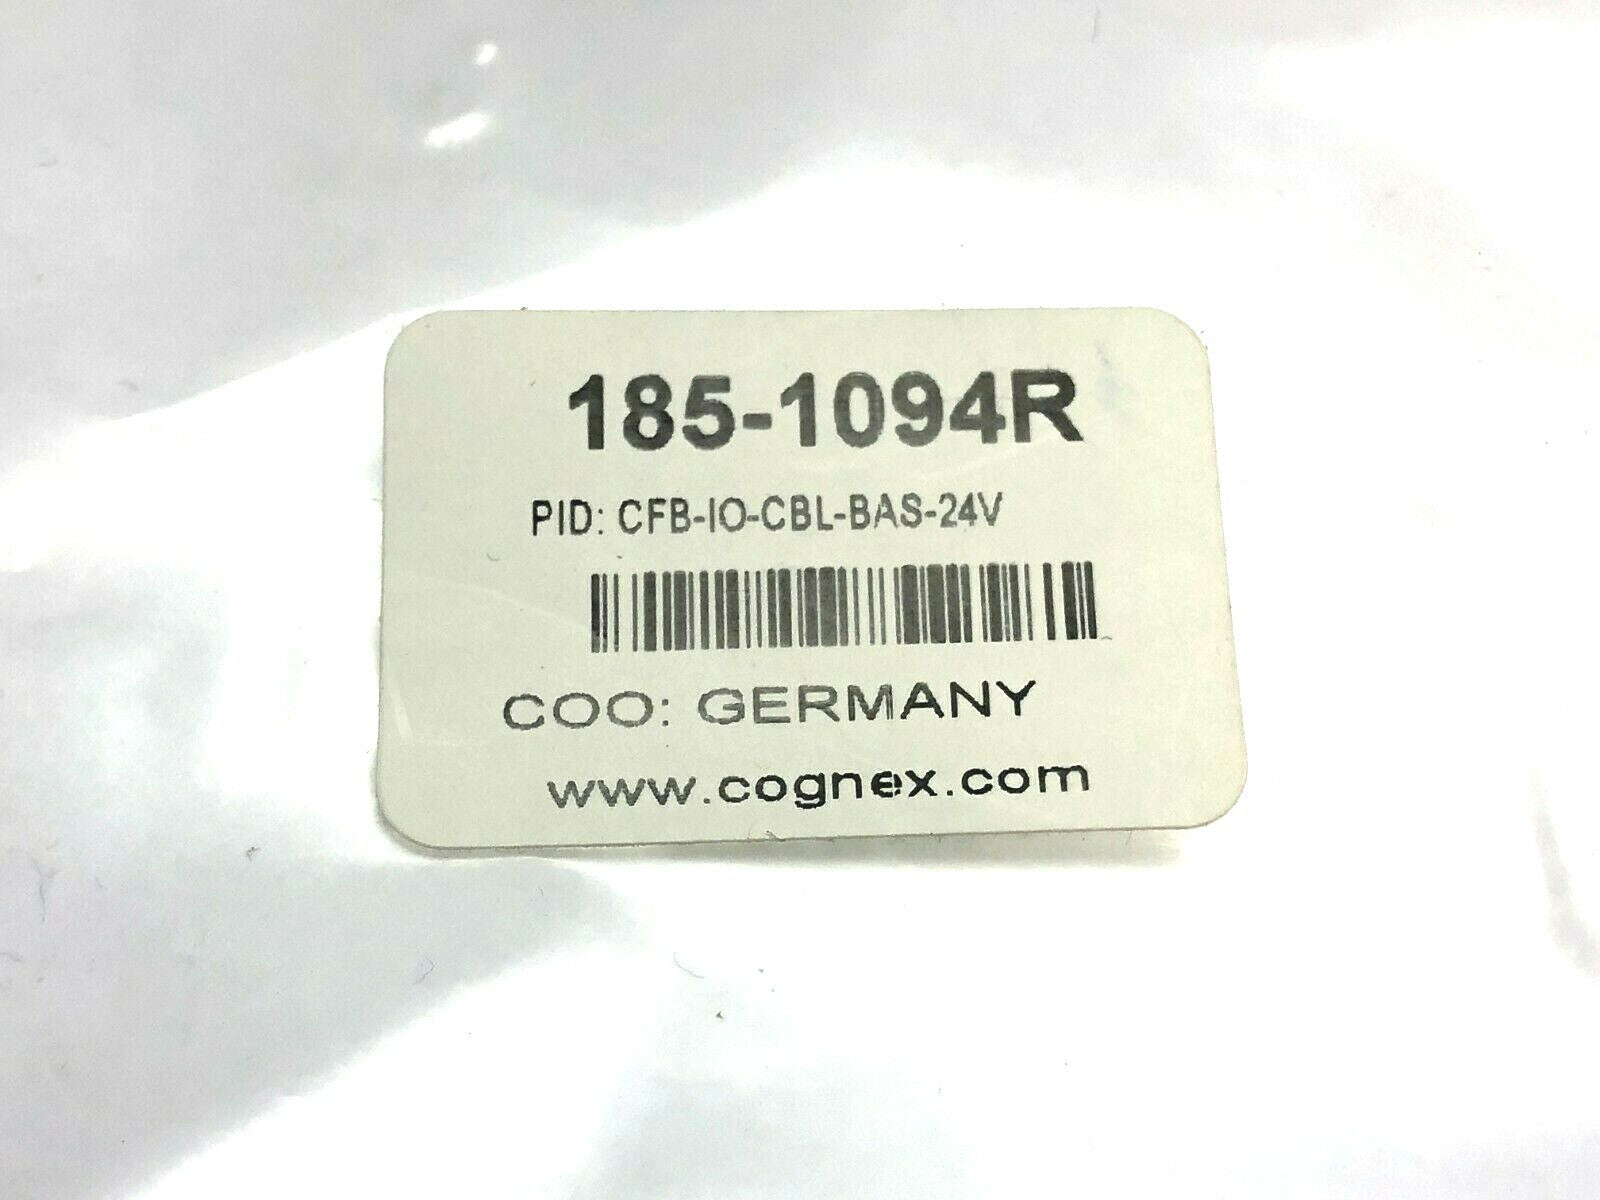 185-1094R
PID: CFB-IO-CBL-BAS-24V
COO: GERMANY
www.cognex.com